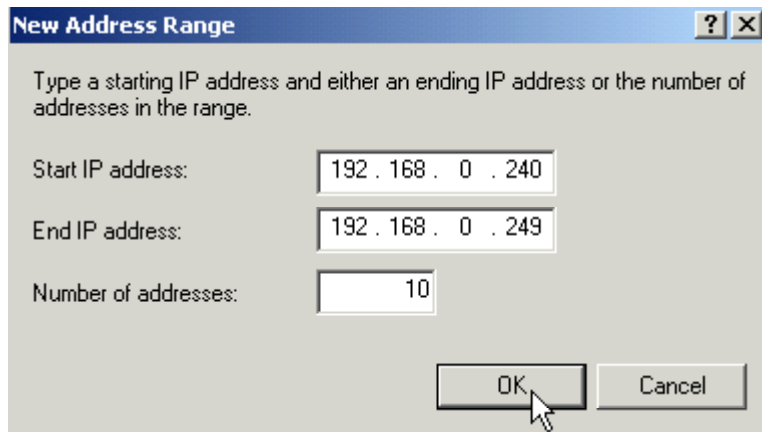 New Address Range
Type a starting IP address and either an ending IP address or the number of
addresses in the range.
Start IP address: 192 . 168 . 0 . 240
End IP address: 192 . 168 . 0 . 249
Number of addresses: 10
OK Cancel